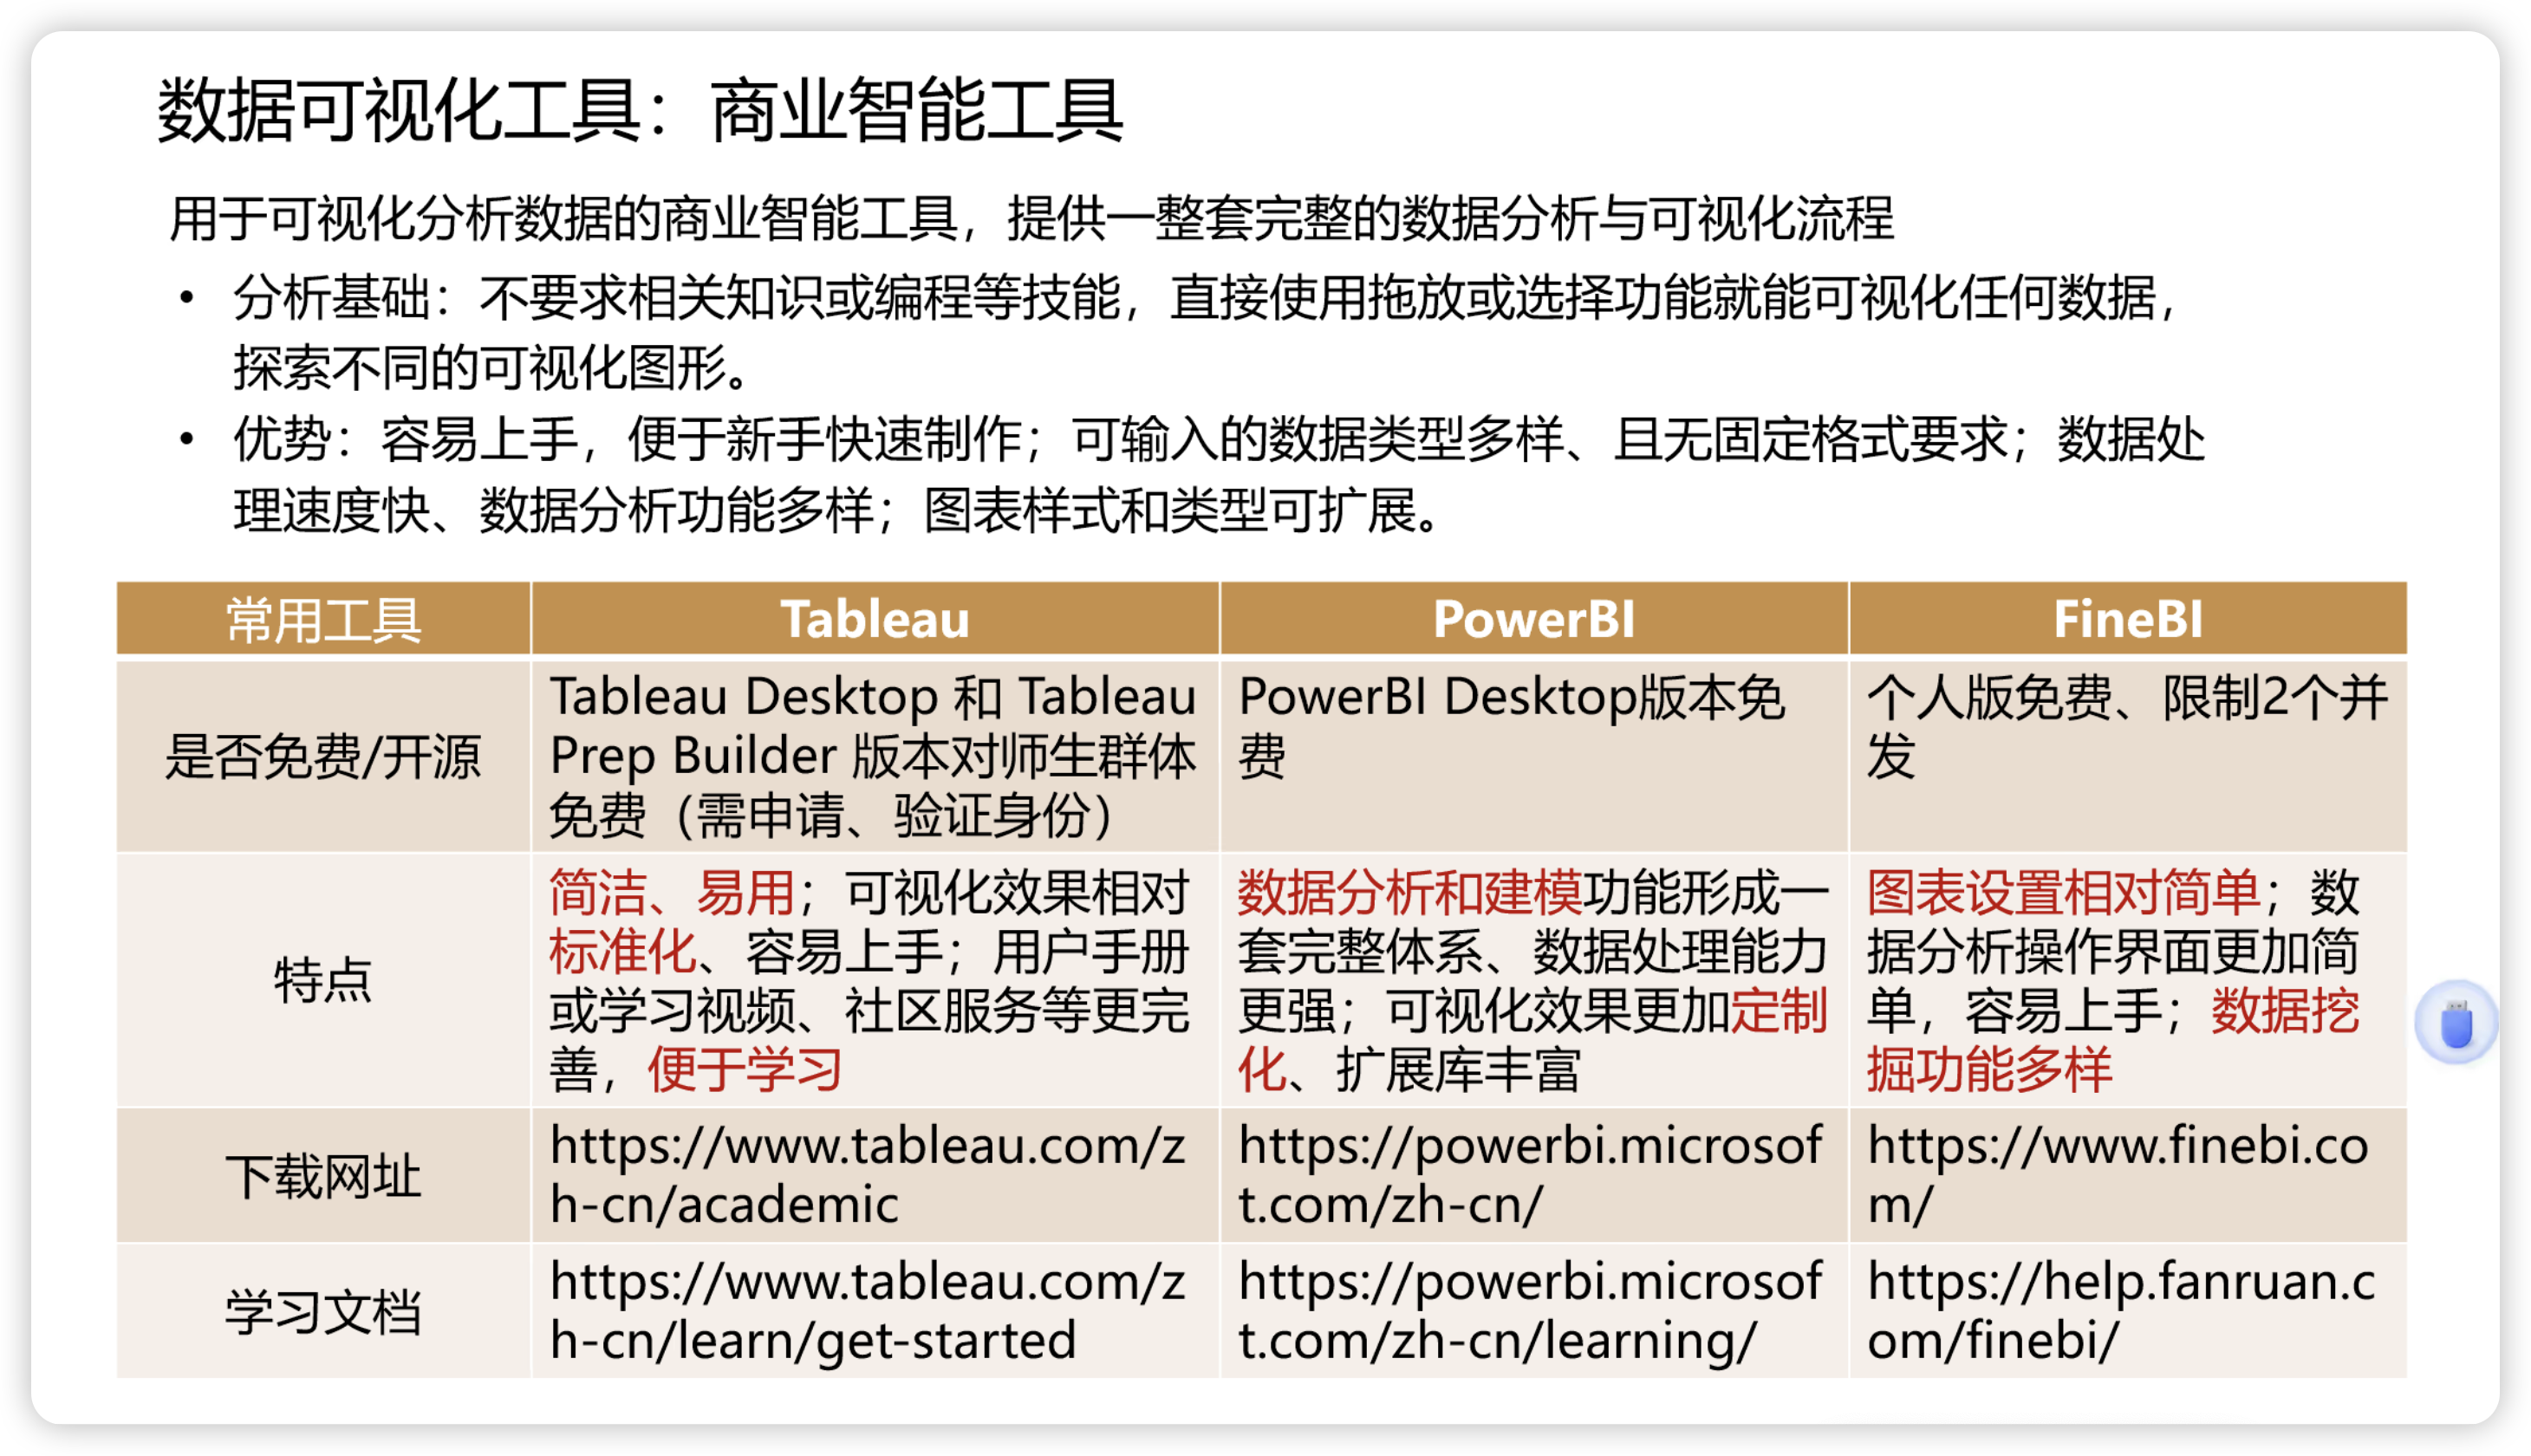 数据可视化工具：商业智能工具
用于可视化分析数据的商业智能工具，提供一整套完整的数据分析与可视化流程
• 分析基础：不要求相关知识或编程等技能，直接使用拖放或选择功能就能可视化任何数据，
探索不同的可视化图形。
• 优势：容易上手，便于新手快速制作；可输入的数据类型多样、且无固定格式要求；数据处
理速度快、数据分析功能多样；图表样式和类型可扩展。
常用工具
Tableau
PowerBI
FineBI
是否免费/开源
Tableau Desktop 和 Tableau
Prep Builder 版本对师生群体
免费（需申请、验证身份）
PowerBI Desktop版本免
费
个人版免费、限制2个并
发
特点
简洁、易用；可视化效果相对
标准化、容易上手；用户手册
或学习视频、社区服务等更完
善，便于学习
数据分析和建模功能形成一
套完整体系、数据处理能力
更强；可视化效果更加定制
化、扩展库丰富
图表设置相对简单；数
据分析操作界面更加简
单，容易上手；数据挖
掘功能多样
下载网址
https://www.tableau.com/z
h-cn/academic
https://powerbi.microsof
t.com/zh-cn/
https://www.finebi.co
m/
学习文档
https://www.tableau.com/z
h-cn/learn/get-started
https://powerbi.microsof
t.com/zh-cn/learning/
https://help.fanruan.c
om/finebi/